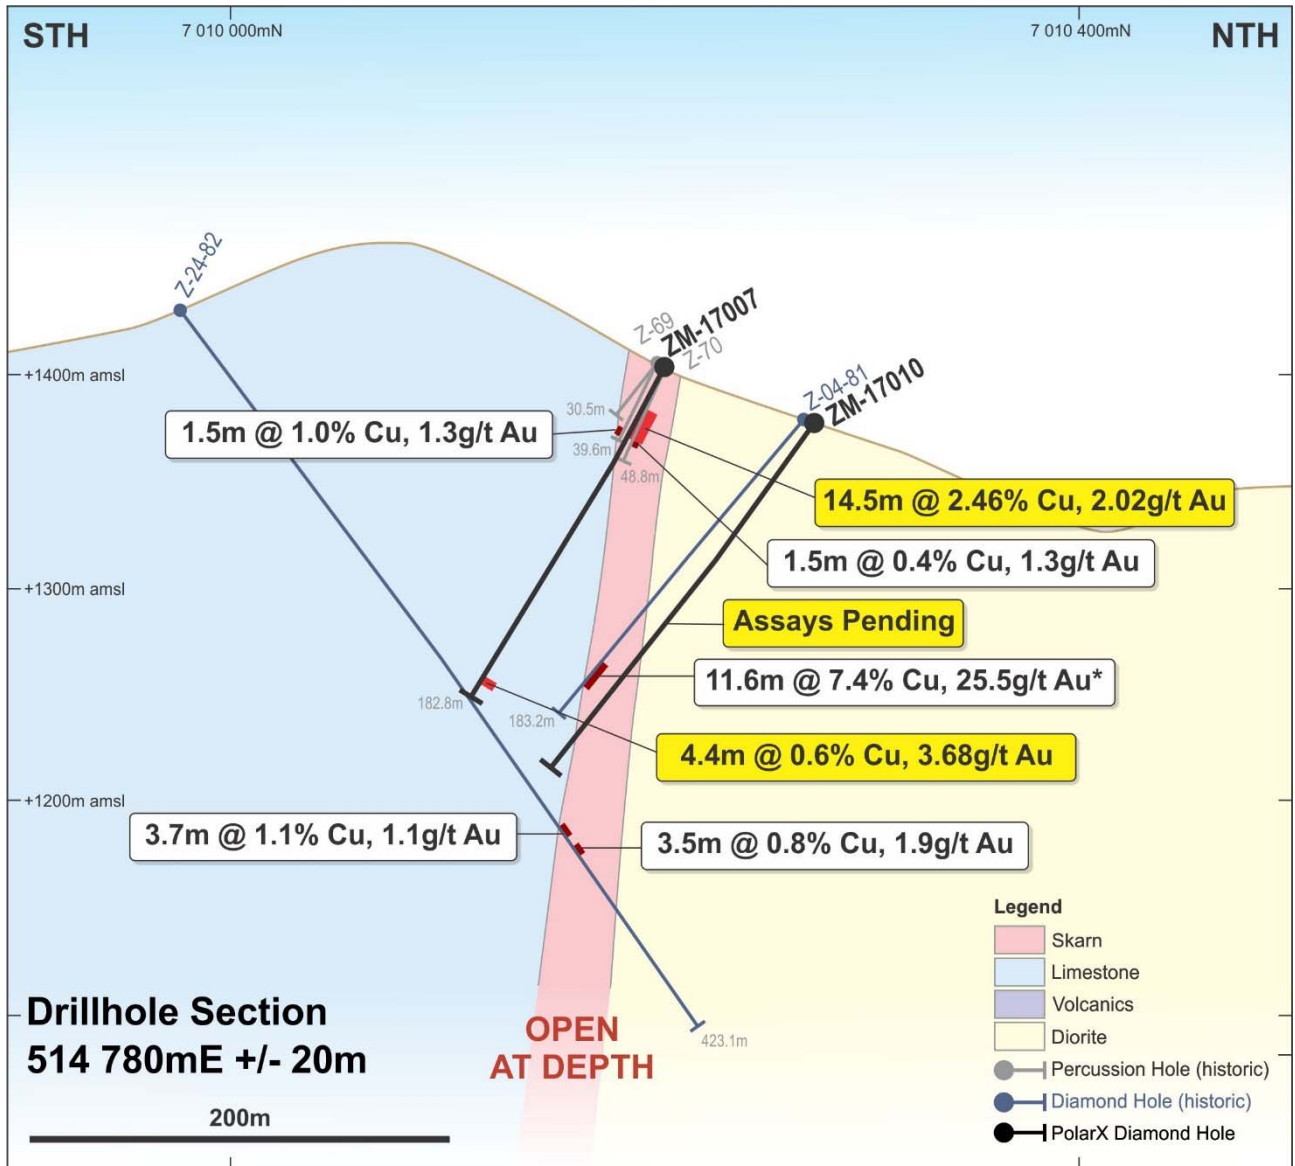 STH
7 010 000mN
7 010 400mN
NTH
Z-24-82
Z-69
ZM-17007
Z-70
Z-04-81
ZM-17010
+1400m amsl
30.5m
1.5m @ 1.0% Cu, 1.3g/t Au
39.6m
48.8m
14.5m @ 2.46% Cu, 2.02g/t Au
1.5m @ 0.4% Cu, 1.3g/t Au
+1300m amsl
Assays Pending
11.6m @ 7.4% Cu, 25.5g/t Au*
182.8m
183.2m
4.4m @ 0.6% Cu, 3.68g/t Au
+1200m amsl
3.7m @ 1.1% Cu, 1.1g/t Au
3.5m @ 0.8% Cu, 1.9g/t Au
Legend
Skarn
Limestone
Volcanics
Diorite
Percussion Hole (historic)
Diamond Hole (historic)
PolarX Diamond Hole
Drillhole Section
514 780mE +/- 20m
OPEN
AT DEPTH
423.1m
200m